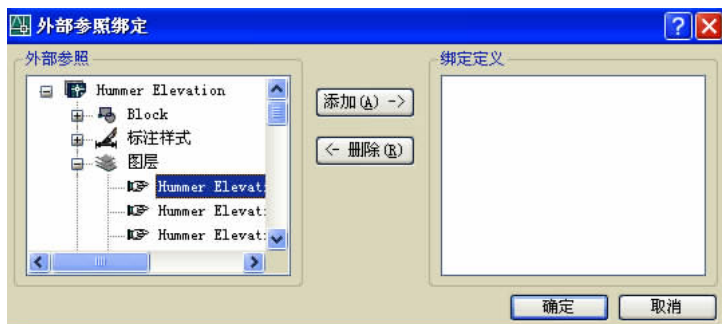 外部参照绑定
外部参照
Hummer Elevation
Block
标注样式
图层
Hummer Elevat
Hummer Elevat
Hummer Elevat
添加(A) ->
<- 删除(R)
绑定定义
确定
取消